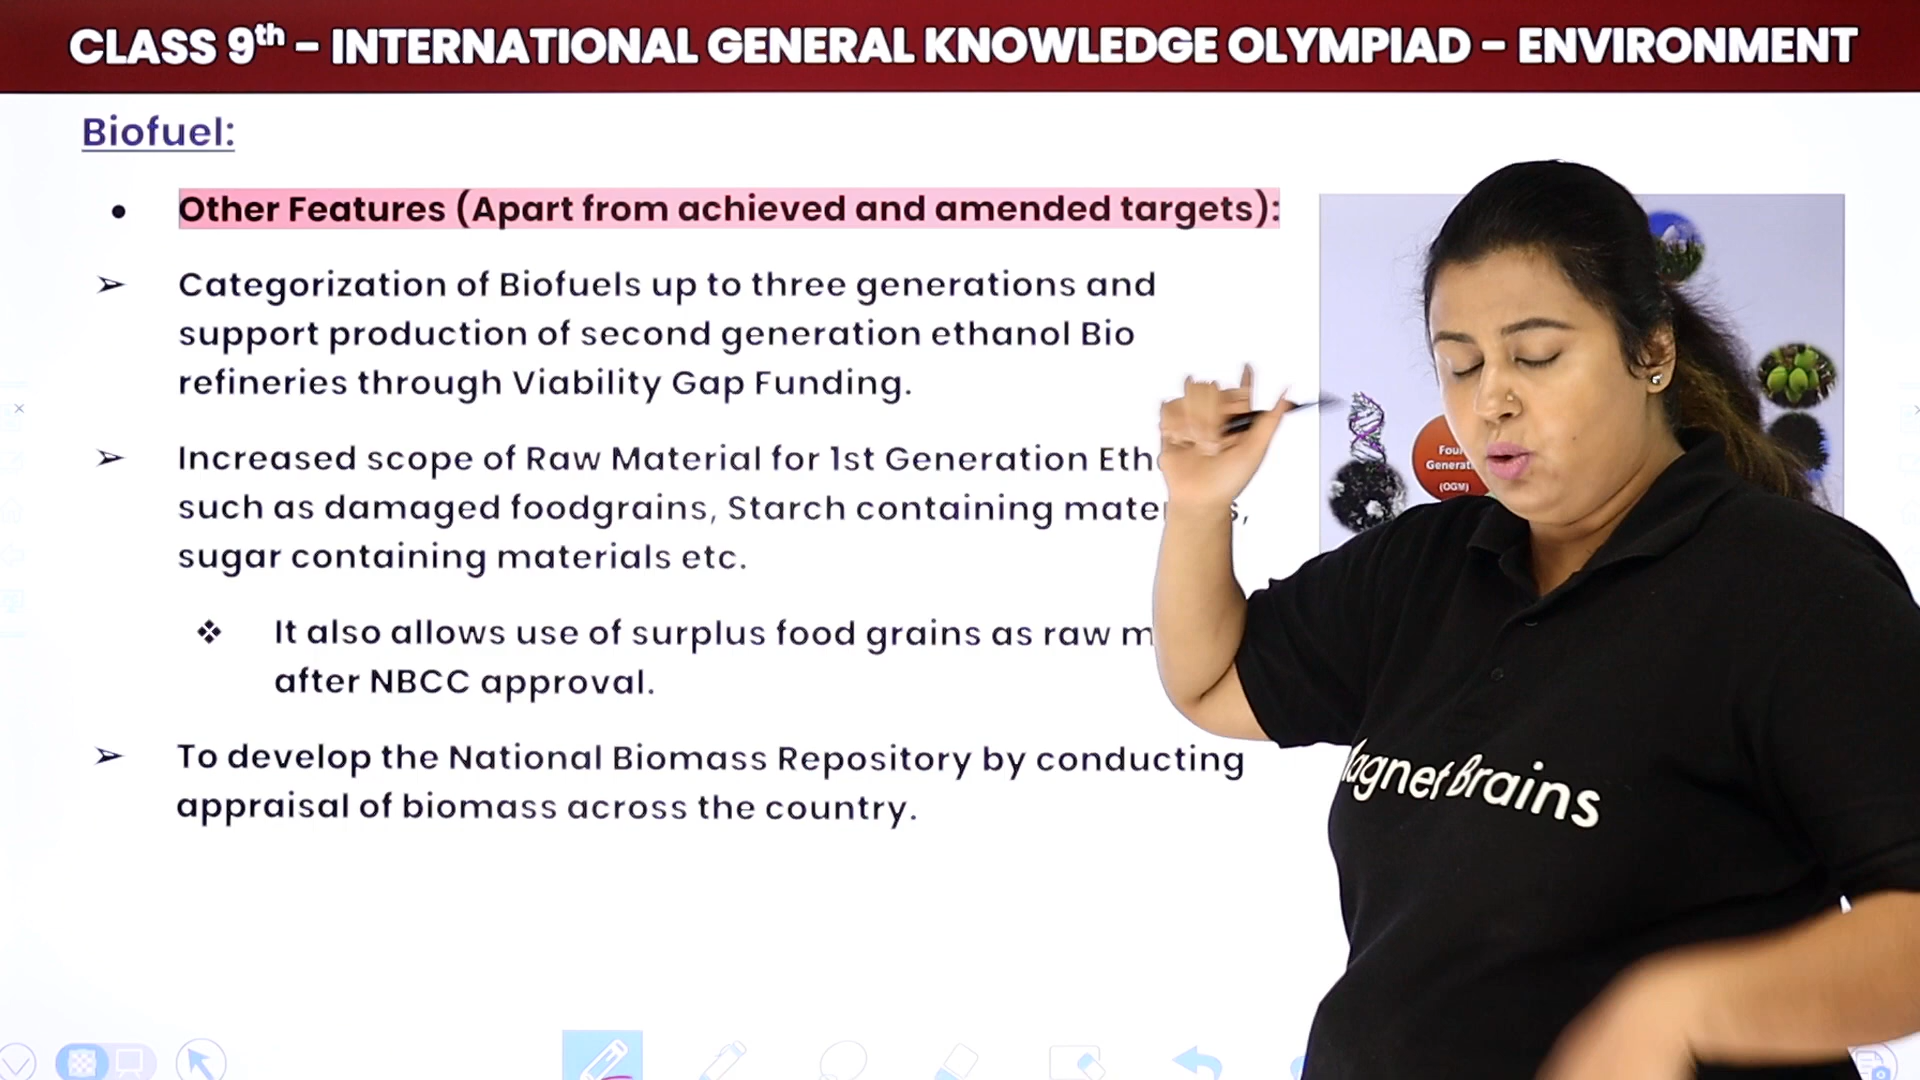 CLASS 9th – INTERNATIONAL GENERAL KNOWLEDGE OLYMPIAD – ENVIRONMENT
Biofuel:
• Other Features (Apart from achieved and amended targets):
➢ Categorization of Biofuels up to three generations and
support production of second generation ethanol Bio
refineries through Viability Gap Funding.
➢ Increased scope of Raw Material for 1st Generation
such as damaged foodgrains, Starch containing
sugar containing materials etc.
❖ It also allows use of surplus food grains as raw
after NBCC approval.
➢ To develop the National Biomass Repository by conducting
appraisal of biomass across the country.
(OGM)
Magnet Brains